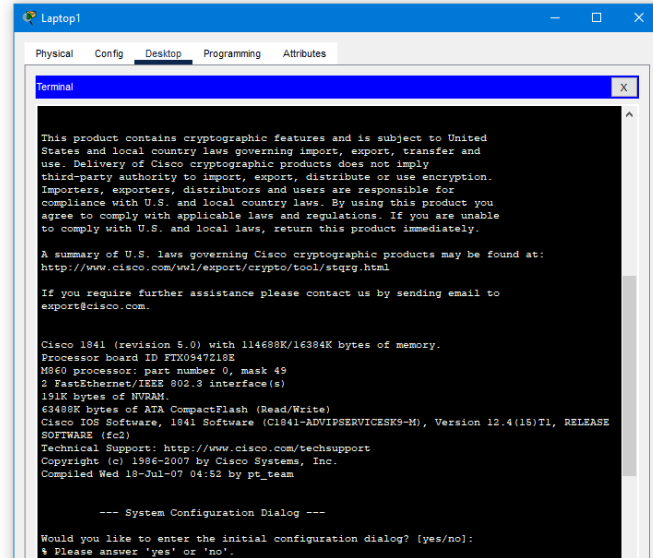 Laptop1
Physical Config Desktop Programming Attributes
Terminal X
This product contains cryptographic features and is subject to United
States and local country laws governing import, export, transfer and
use. Delivery of Cisco cryptographic products does not imply
third-party authority to import, export, distribute or use encryption.
Importers, exporters, distributors and users are responsible for
compliance with U.S. and local country laws. By using this product you
agree to comply with applicable laws and regulations. If you are unable
to comply with U.S. and local laws, return this product immediately.
A summary of U.S. laws governing Cisco cryptographic products may be found at:
http://www.cisco.com/wwl/export/crypto/tool/stqrg.html
If you require further assistance please contact us by sending email to
export@cisco.com.
Cisco 1841 (revision 5.0) with 114688K/16384K bytes of memory.
Processor board ID FTX0947Z18E
M860 processor: part number 0, mask 49
2 FastEthernet/IEEE 802.3 interface(s)
191K bytes of NVRAM.
63488K bytes of ATA CompactFlash (Read/Write)
Cisco IOS Software, 1841 Software (C1841-ADVIPSERVICESK9-M), Version 12.4(15)T1, RELEASE
SOFTWARE (fc2)
Technical Support: http://www.cisco.com/techsupport
Copyright (c) 1986-2007 by Cisco Systems, Inc.
Compiled Wed 18-Jul-07 04:52 by pt_team
--- System Configuration Dialog ---
Would you like to enter the initial configuration dialog? [yes/no]:
% Please answer 'yes' or 'no'.